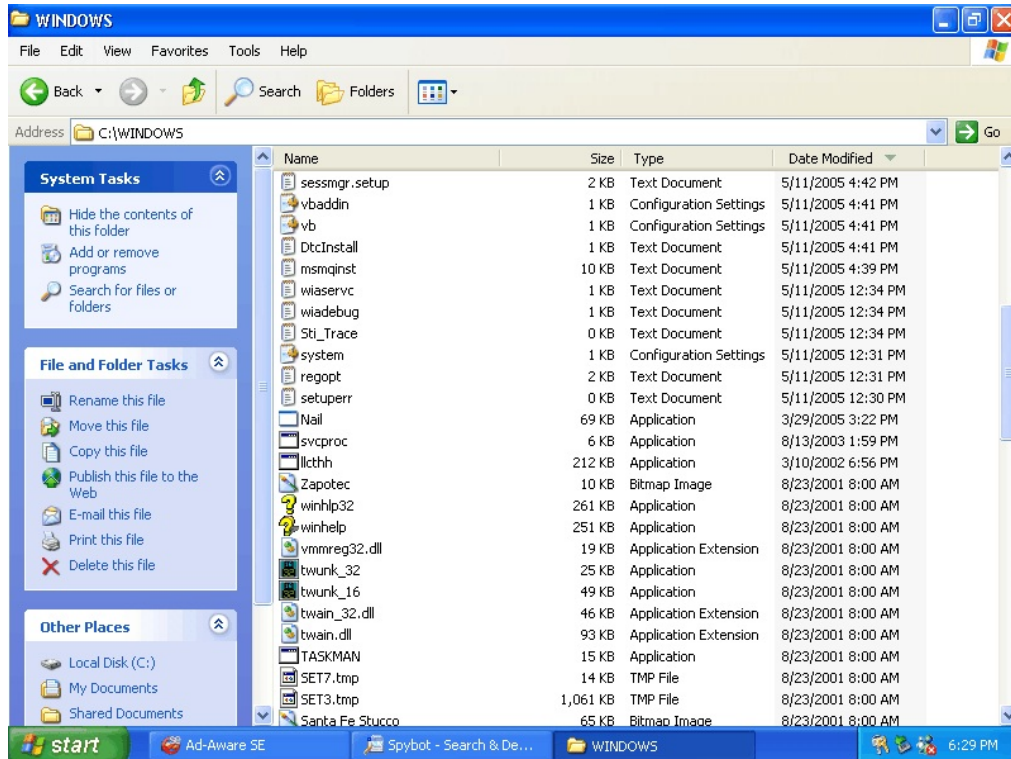 WINDOWS
File Edit View Favorites Tools Help
Back Search Folders
Address C:\WINDOWS Go
System Tasks
Hide the contents of
this folder
Add or remove
programs
Search for files or
folders
File and Folder Tasks
Rename this file
Move this file
Copy this file
Publish this file to the
Web
E-mail this file
Print this file
Delete this file
Other Places
Local Disk (C:)
My Documents
Shared Documents
Name Size Type Date Modified
sessmgr.setup 2 KB Text Document 5/11/2005 4:42 PM
vbaddin 1 KB Configuration Settings 5/11/2005 4:41 PM
vb 1 KB Configuration Settings 5/11/2005 4:41 PM
DtcInstall 1 KB Text Document 5/11/2005 4:41 PM
msmqinst 10 KB Text Document 5/11/2005 4:39 PM
wiaservc 1 KB Text Document 5/11/2005 12:34 PM
wiadebug 1 KB Text Document 5/11/2005 12:34 PM
Sti_Trace 0 KB Text Document 5/11/2005 12:34 PM
system 1 KB Configuration Settings 5/11/2005 12:31 PM
regopt 2 KB Text Document 5/11/2005 12:31 PM
setuperr 0 KB Text Document 5/11/2005 12:30 PM
Nail 69 KB Application 3/29/2005 3:22 PM
svcproc 6 KB Application 8/13/2003 1:59 PM
llcthh 212 KB Application 3/10/2002 6:56 PM
Zapotec 10 KB Bitmap Image 8/23/2001 8:00 AM
winhlp32 261 KB Application 8/23/2001 8:00 AM
winhelp 251 KB Application 8/23/2001 8:00 AM
vmmreg32.dll 19 KB Application Extension 8/23/2001 8:00 AM
twunk_32 25 KB Application 8/23/2001 8:00 AM
twunk_16 49 KB Application 8/23/2001 8:00 AM
twain_32.dll 46 KB Application Extension 8/23/2001 8:00 AM
twain.dll 93 KB Application Extension 8/23/2001 8:00 AM
TASKMAN 15 KB Application 8/23/2001 8:00 AM
SET7.tmp 14 KB TMP File 8/23/2001 8:00 AM
SET3.tmp 1,061 KB TMP File 8/23/2001 8:00 AM
Santa Fe Stucco 65 KB Bitmap Image 8/23/2001 8:00 AM
start Ad-Aware SE Spybot - Search & De... WINDOWS 6:29 PM